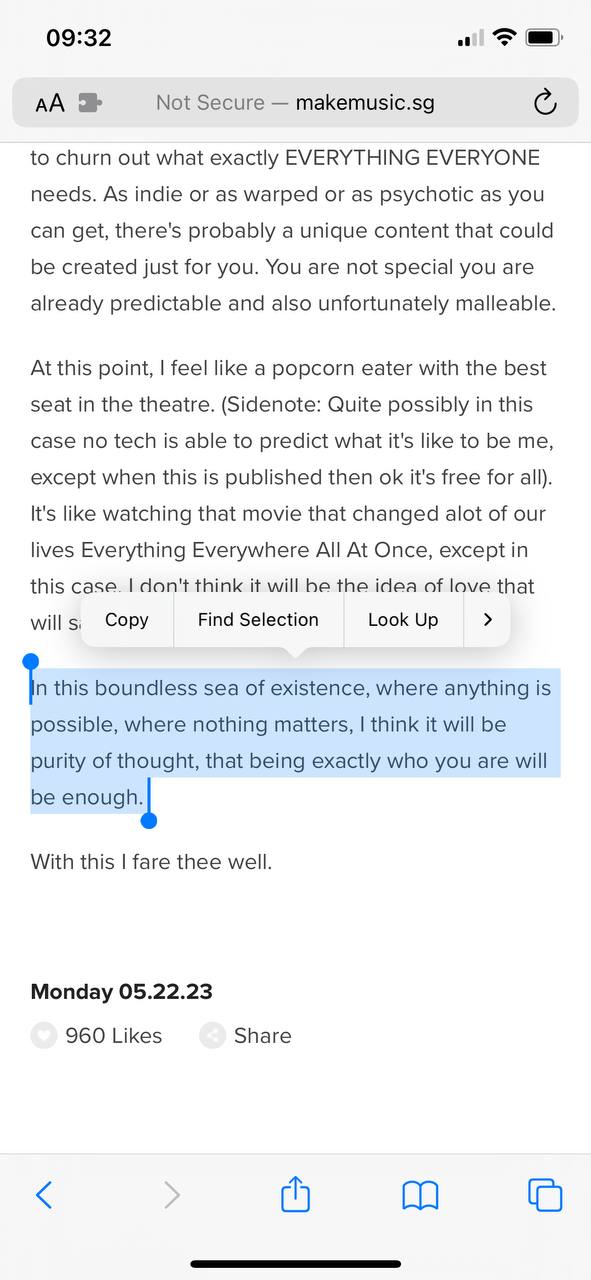 09:32
AA Not Secure — makemusic.sg
to churn out what exactly EVERYTHING EVERYONE
needs. As indie or as warped or as psychotic as you
can get, there's probably a unique content that could
be created just for you. You are not special you are
already predictable and also unfortunately malleable.
At this point, I feel like a popcorn eater with the best
seat in the theatre. (Sidenote: Quite possibly in this
case no tech is able to predict what it's like to be me,
except when this is published then ok it's free for all).
It's like watching that movie that changed alot of our
lives Everything Everywhere All At Once, except in
this case, I don't think it will be the idea of love that
will
Copy Find Selection Look Up
In this boundless sea of existence, where anything is
possible, where nothing matters, I think it will be
purity of thought, that being exactly who you are will
be enough.
With this I fare thee well.
Monday 05.22.23
960 Likes Share